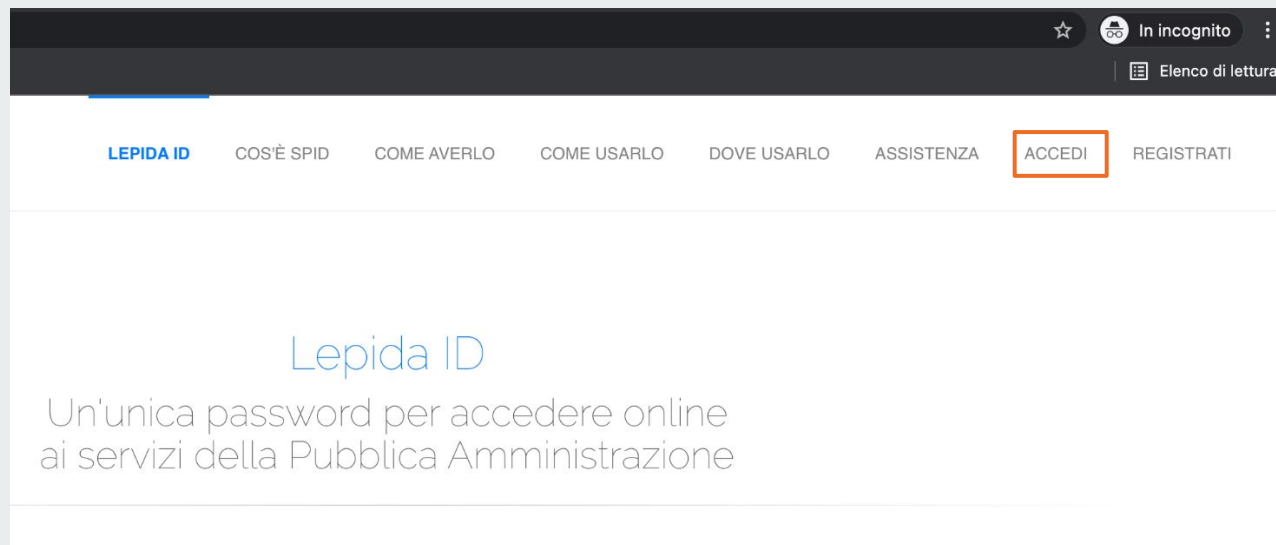 In incognito
Elenco di lettura
LEPIDA ID COS'È SPID COME AVERLO COME USARLO DOVE USARLO ASSISTENZA ACCEDI REGISTRATI
Lepida ID
Un'unica password per accedere online
ai servizi della Pubblica Amministrazione